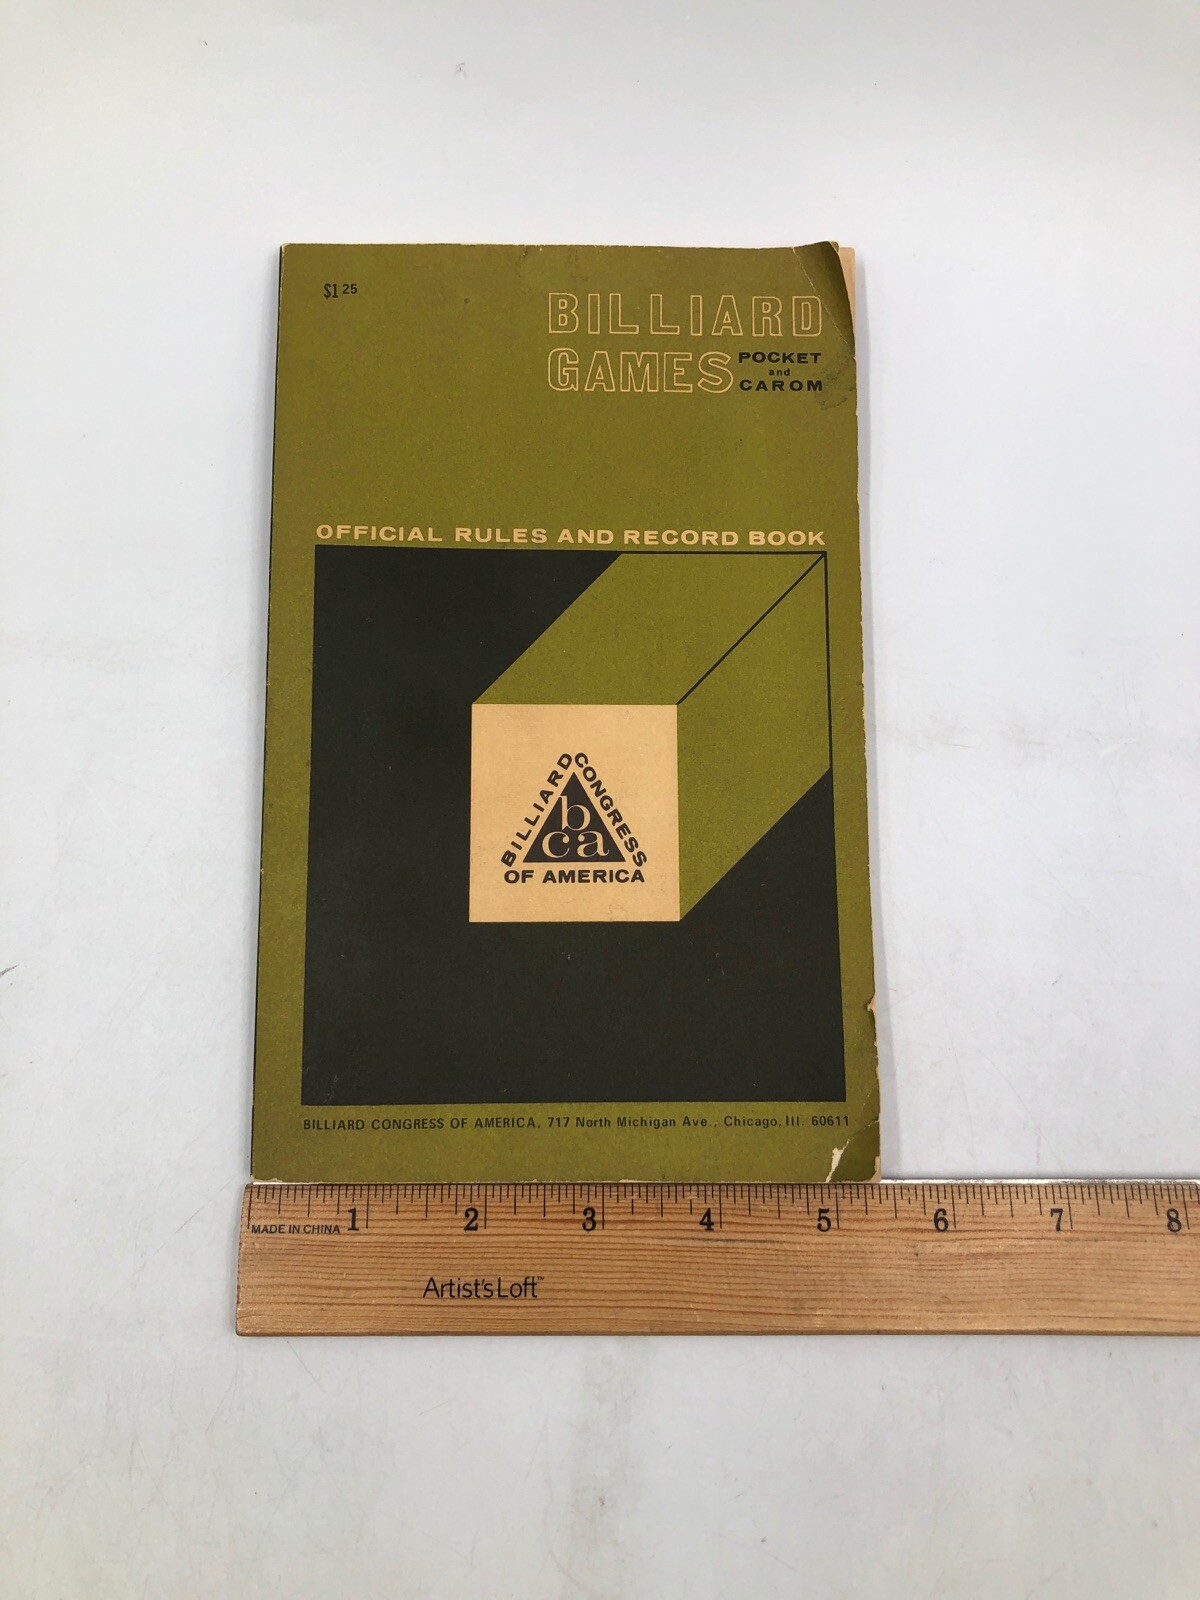 $1 25
BILLIARD
GAMES POCKET
and
CAROM
OFFICIAL RULES AND RECORD BOOK
BILLIARD CONGRESS
b
ca
OF AMERICA
BILLIARD CONGRESS OF AMERICA, 717 North Michigan Ave., Chicago, Ill. 60611
1 2 3 4 5 6 7 8
MADE IN CHINA
Artist'sLoft™